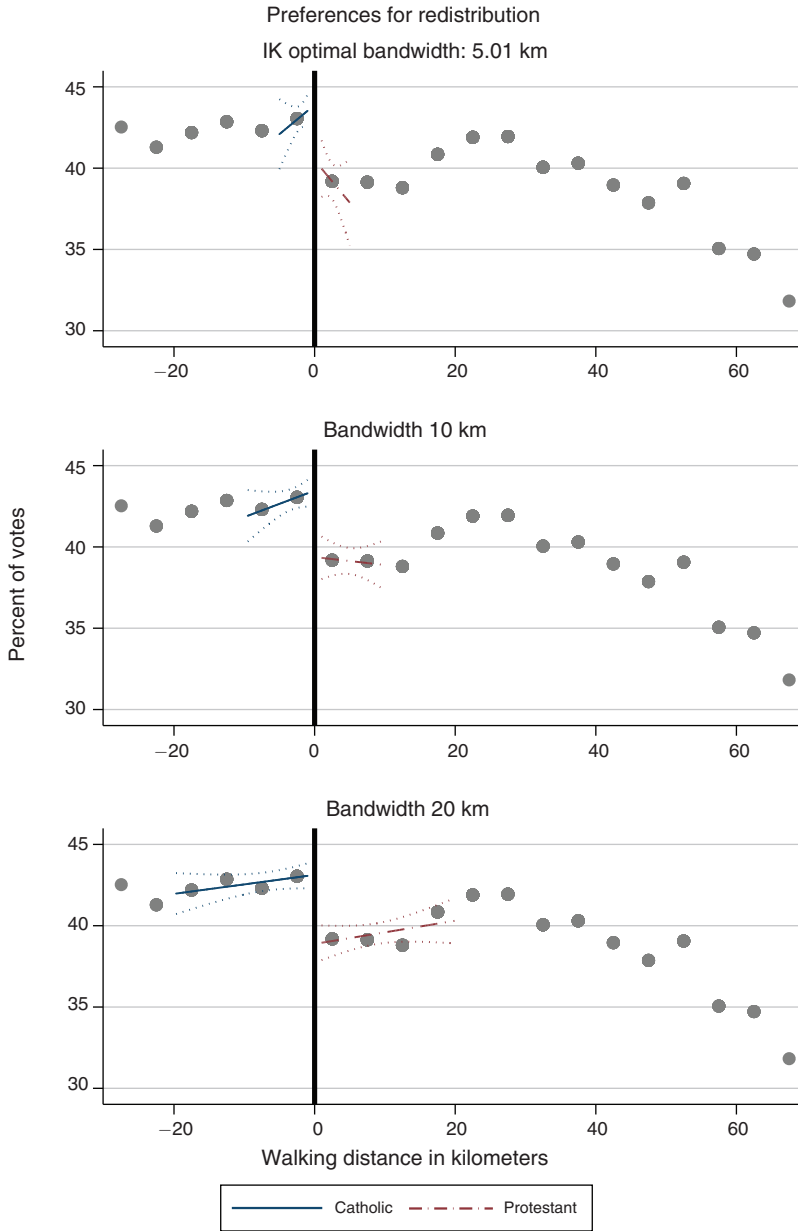 Preferences for redistribution
IK optimal bandwidth: 5.01 km
45
40
35
30
−20 0 20 40 60
Bandwidth 10 km
45
40
35
30
−20 0 20 40 60
Bandwidth 20 km
45
40
35
30
−20 0 20 40 60
Percent of votes
Walking distance in kilometers
Catholic Protestant